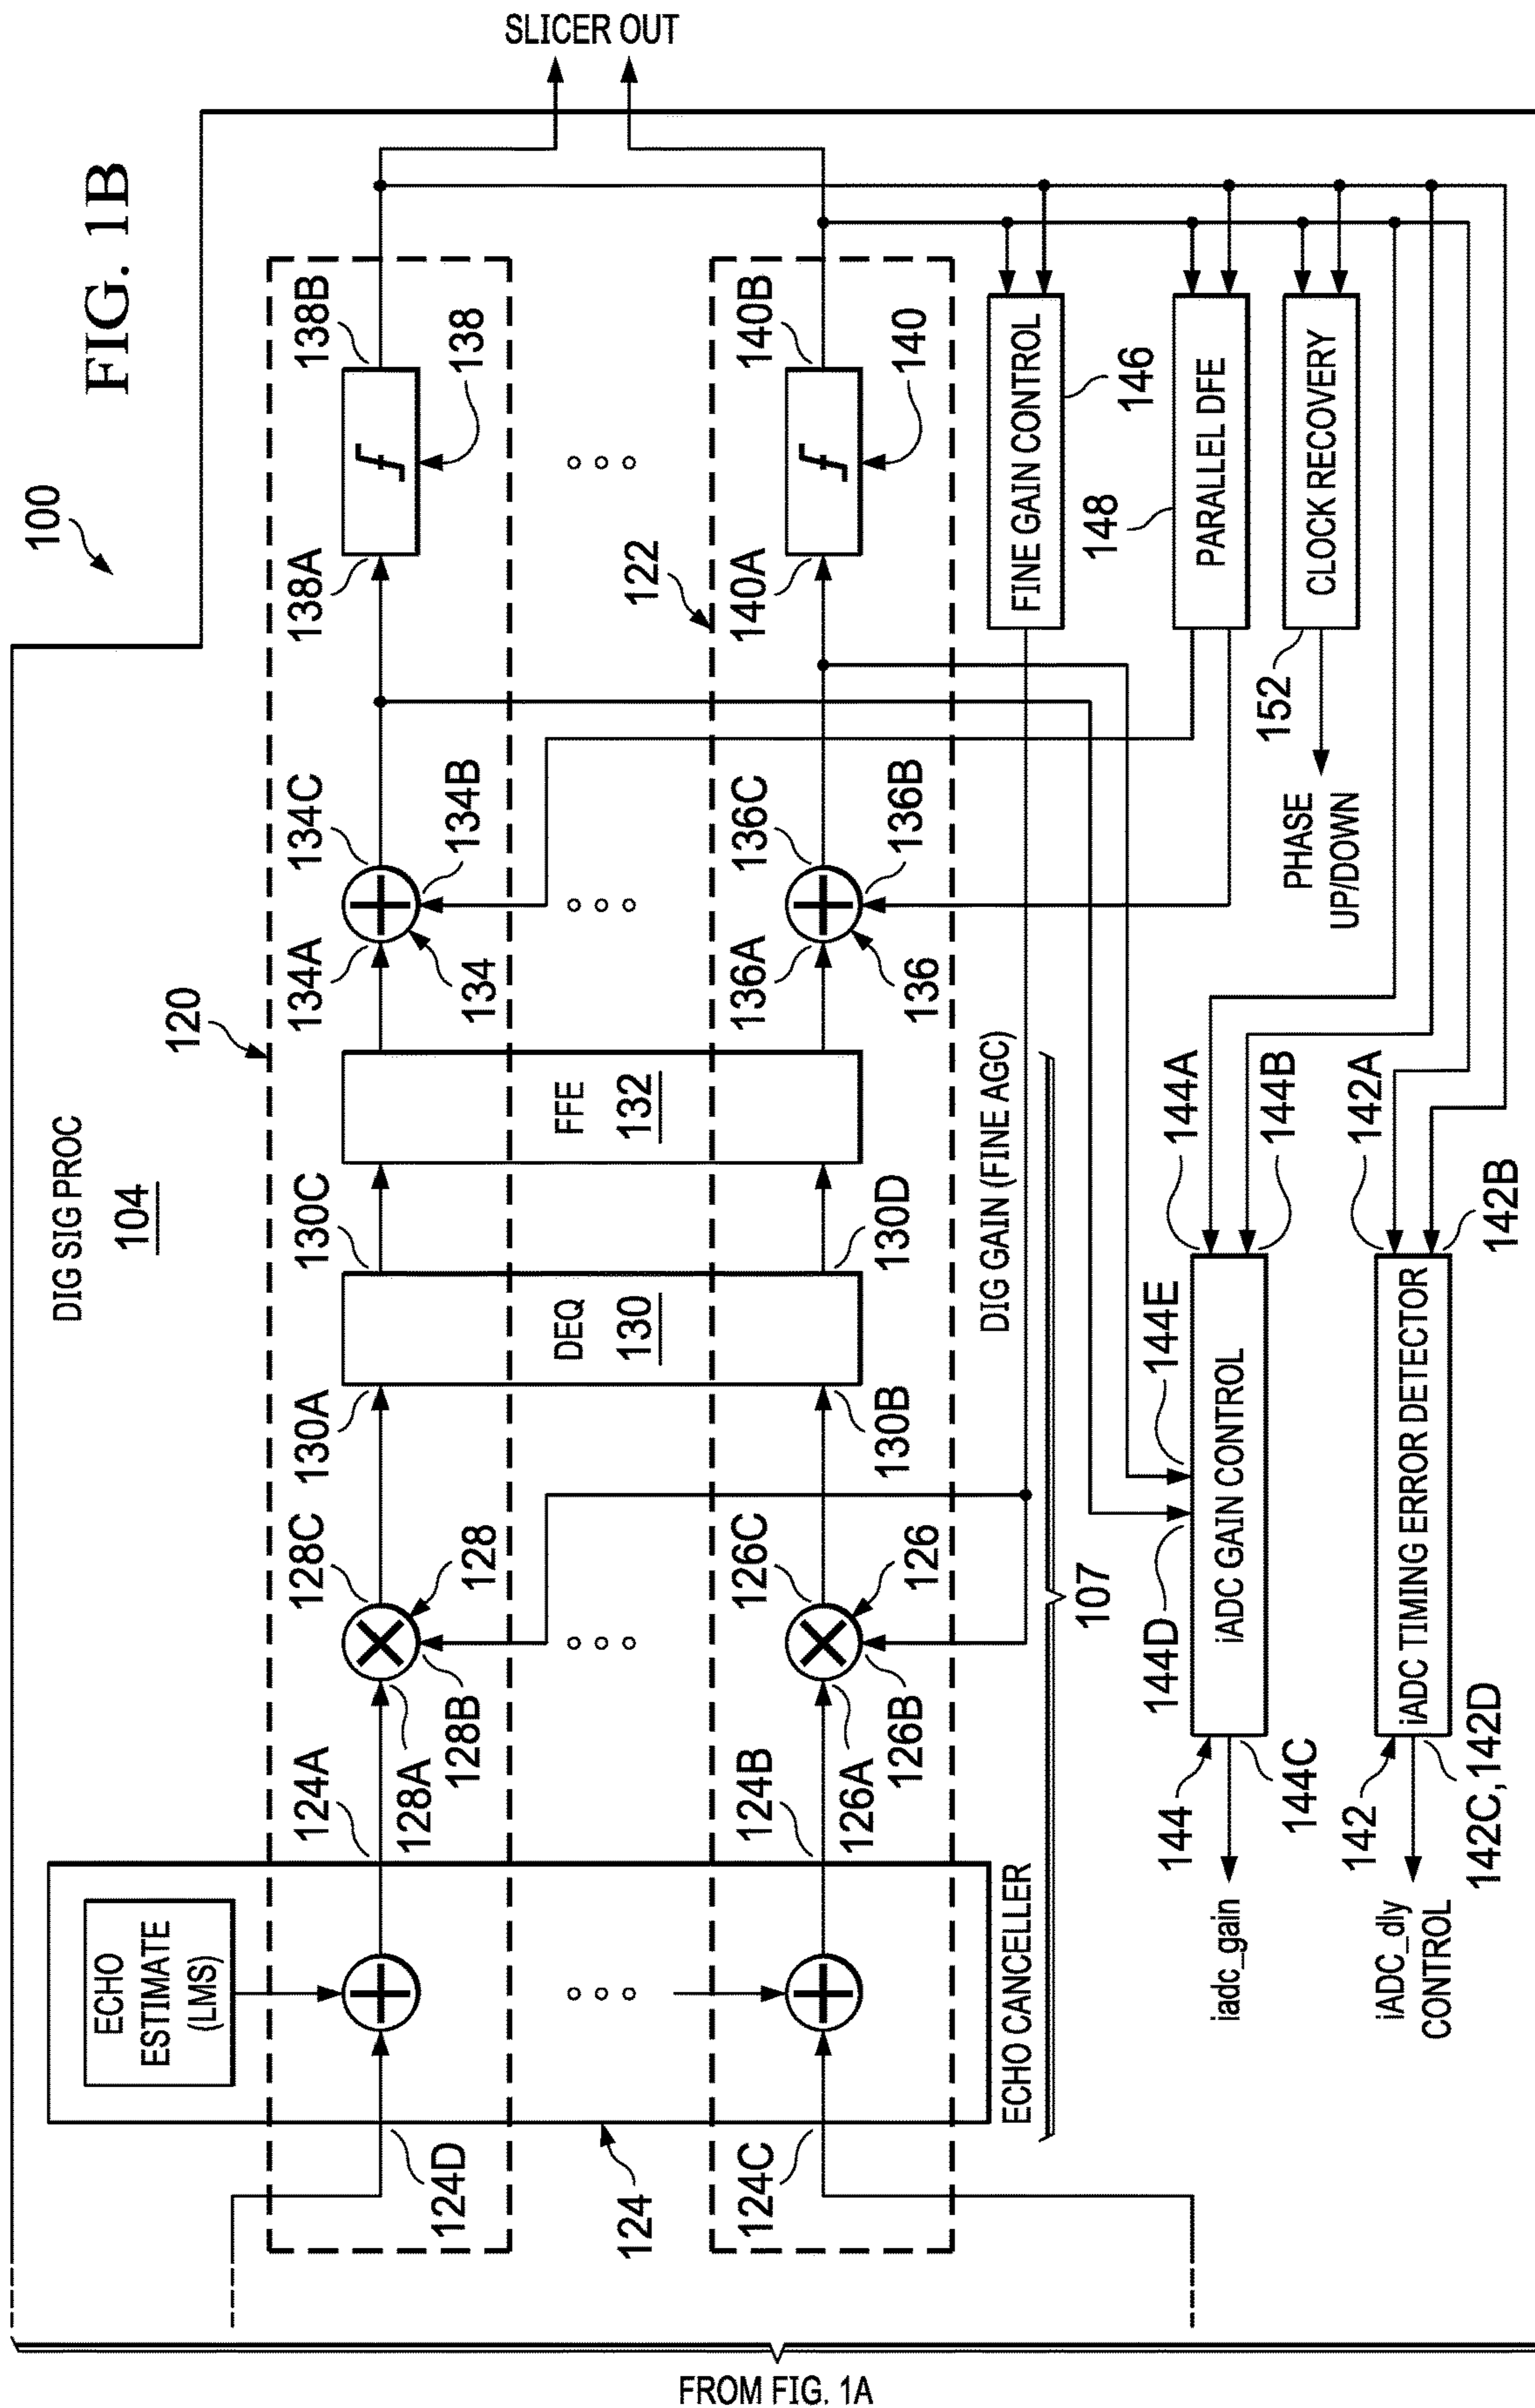 FIG. 1B
100
SLICER OUT
DIG SIG PROC
104
120
ECHO
ESTIMATE
(LMS)
124D
124A
128A
128B
128C
128
130A
130C
DEQ
130
FFE
132
134A
134
134C
134B
138A
138B
138
122
124
124C
124B
126A
126B
126C
126
130B
130D
136A
136
136C
136B
140A
140B
140
ECHO CANCELLER
DIG GAIN (FINE AGC)
107
FINE GAIN CONTROL
146
PARALLEL DFE
148
CLOCK RECOVERY
152
PHASE
UP/DOWN
144A
144B
144E
144D
iADC GAIN CONTROL
144
144C
iadc_gain
142A
142B
iADC TIMING ERROR DETECTOR
142
142C,142D
iADC_dly
CONTROL
FROM FIG. 1A